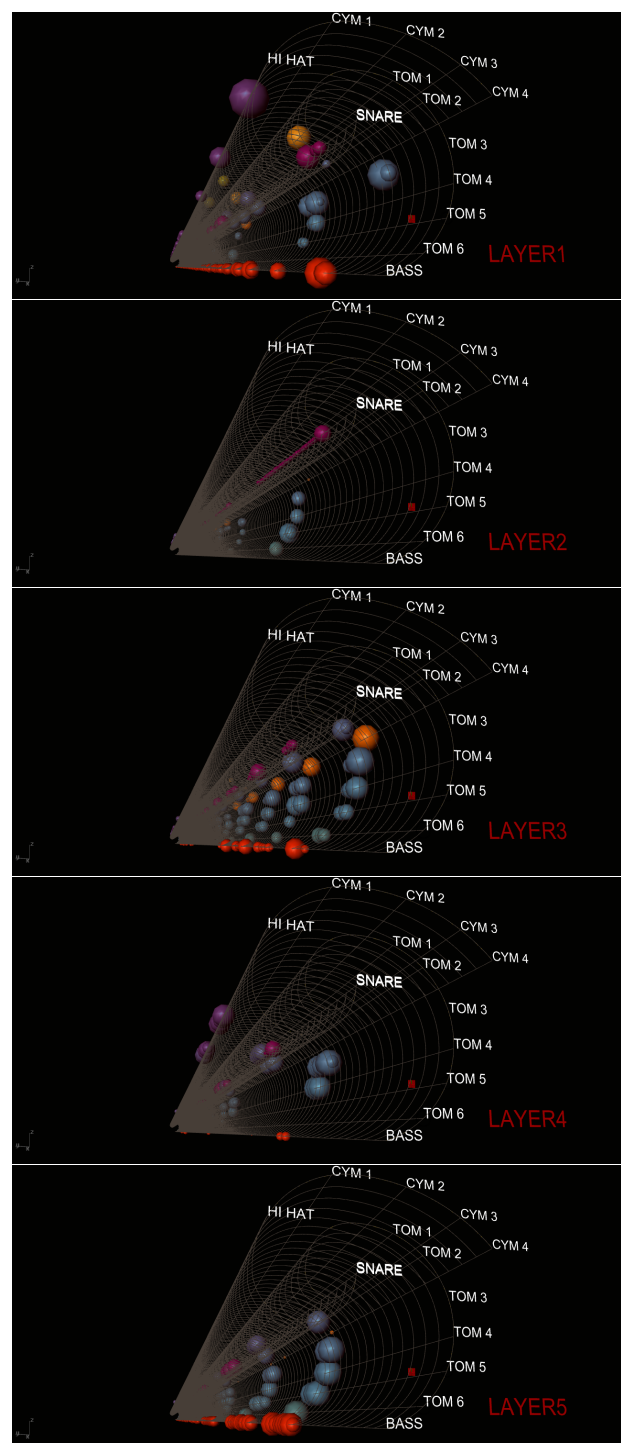 CYM 1
CYM 2
HI HAT
CYM 3
TOM 1
CYM 4
TOM 2
SNARE
TOM 3
TOM 4
TOM 5
TOM 6
LAYER1
BASS
CYM 1
CYM 2
HI HAT
CYM 3
TOM 1
CYM 4
TOM 2
SNARE
TOM 3
TOM 4
TOM 5
TOM 6
LAYER2
BASS
CYM 1
CYM 2
HI HAT
CYM 3
TOM 1
CYM 4
TOM 2
SNARE
TOM 3
TOM 4
TOM 5
TOM 6
LAYER3
BASS
CYM 1
CYM 2
HI HAT
CYM 3
TOM 1
CYM 4
TOM 2
SNARE
TOM 3
TOM 4
TOM 5
TOM 6
LAYER4
BASS
CYM 1
CYM 2
HI HAT
CYM 3
TOM 1
CYM 4
TOM 2
SNARE
TOM 3
TOM 4
TOM 5
TOM 6
LAYER5
BASS